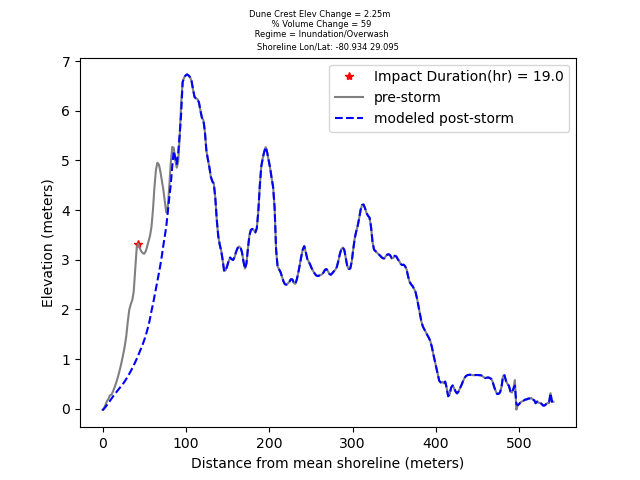 Dune Crest Elev Change = 2.25m
% Volume Change = 59
Regime = Inundation/Overwash
Shoreline Lon/Lat: -80.934 29.095
Impact Duration(hr) = 19.0
pre-storm
modeled post-storm
7
6
5
4
3
2
1
0
Elevation (meters)
0 100 200 300 400 500
Distance from mean shoreline (meters)